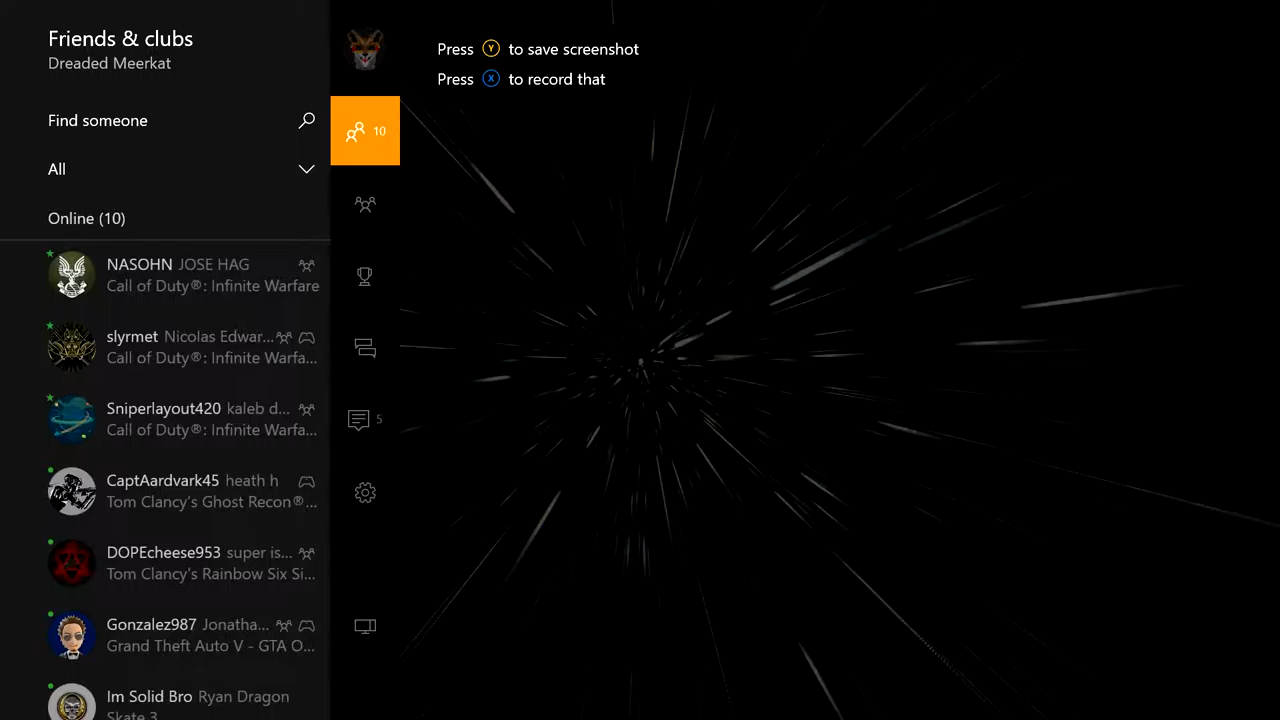 Friends & clubs
Dreaded Meerkat
Find someone
All
Online (10)
NASOHN JOSE HAG
Call of Duty®: Infinite Warfare
slyrmet Nicolas Edwar...
Call of Duty®: Infinite Warfa...
Sniperlayout420 kaleb d...
Call of Duty®: Infinite Warfa...
CaptAardvark45 heath h
Tom Clancy's Ghost Recon®...
DOPEcheese953 super is...
Tom Clancy's Rainbow Six Si...
Gonzalez987 Jonatha...
Grand Theft Auto V - GTA O...
Im Solid Bro Ryan Dragon
Skate 3
10
5
Press Y to save screenshot
Press X to record that